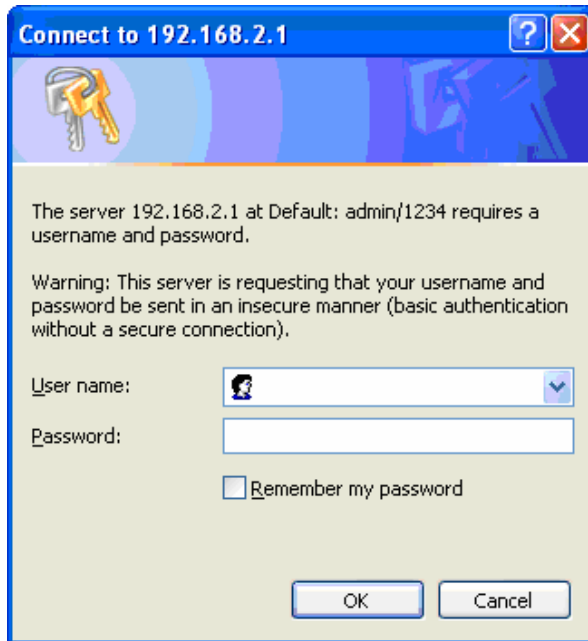 Connect to 192.168.2.1
The server 192.168.2.1 at Default: admin/1234 requires a
username and password.
Warning: This server is requesting that your username and
password be sent in an insecure manner (basic authentication
without a secure connection).
User name:
Password:
Remember my password
OK Cancel